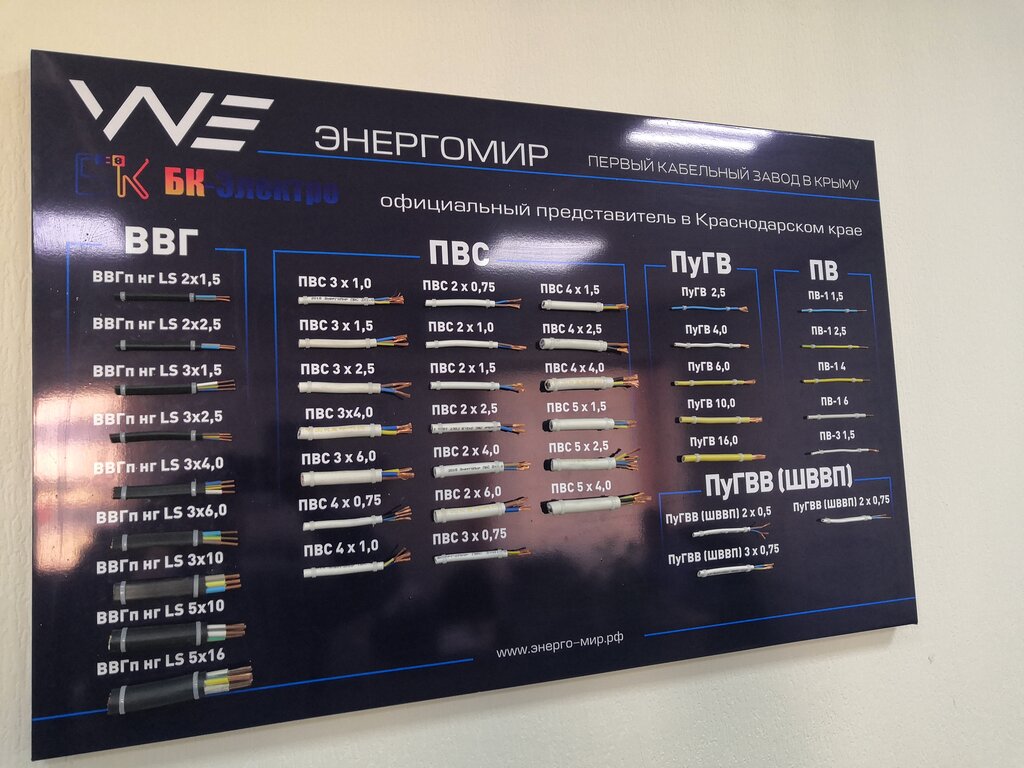 WE
ЭНЕРГОМИР
ПЕРВЫЙ КАБЕЛЬНЫЙ ЗАВОД В КРЫМУ
БК Электро
официальный представитель в Краснодарском крае
ВВГ
ВВГп нг LS 2х1,5
ВВГп нг LS 2х2,5
ВВГп нг LS 3х1,5
ВВГп нг LS 3х2,5
ВВГп нг LS 3х4,0
ВВГп нг LS 3х6,0
ВВГп нг LS 3х10
ВВГп нг LS 5х10
ВВГп нг LS 5х16
ПВС
ПВС 3 х 1,0
ПВС 3 х 1,5
ПВС 3 х 2,5
ПВС 3х4,0
ПВС 3 х 6,0
ПВС 4 х 0,75
ПВС 4 х 1,0
ПВС 2 х 0,75
ПВС 2 х 1,0
ПВС 2 х 1,5
ПВС 2 х 2,5
ПВС 2 х 4,0
ПВС 2 х 6,0
ПВС 3 х 0,75
ПВС 4 х 1,5
ПВС 4 х 2,5
ПВС 4 х 4,0
ПВС 5 х 1,5
ПВС 5 х 2,5
ПВС 5 х 4,0
ПуГВ
ПуГВ 2,5
ПуГВ 4,0
ПуГВ 6,0
ПуГВ 10,0
ПуГВ 16,0
ПВ
ПВ-1 1,5
ПВ-1 2,5
ПВ-1 4
ПВ-1 6
ПВ-3 1,5
ПуГВВ (ШВВП)
ПуГВВ (ШВВП) 2 х 0,5
ПуГВВ (ШВВП) 3 х 0,75
ПуГВВ (ШВВП) 2 х 0,75
www.энерго-мир.рф